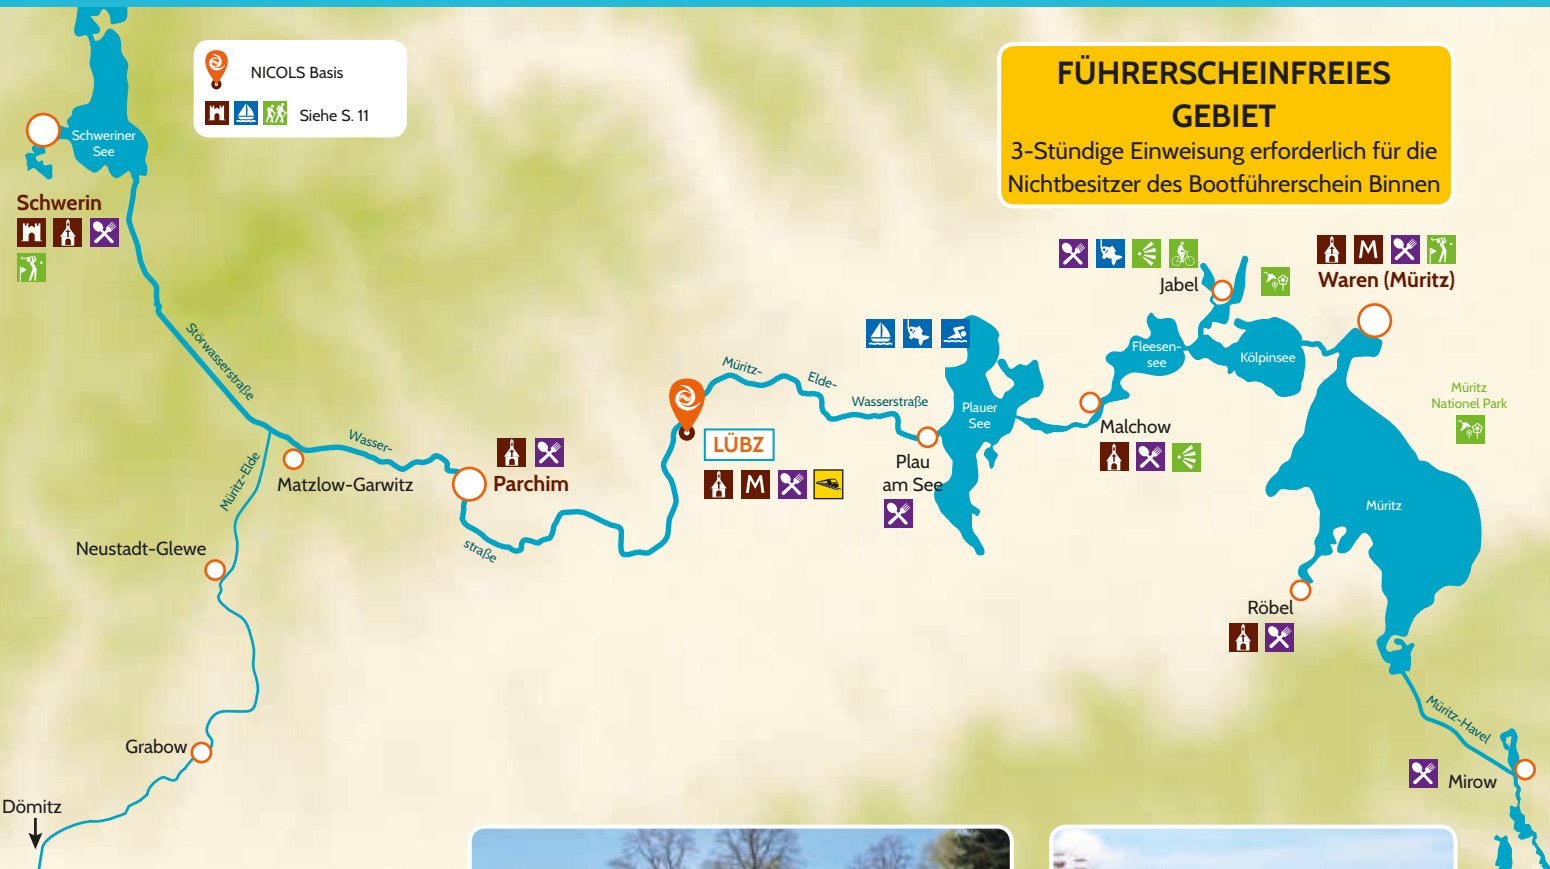 NICOLS Basis
Siehe S. 11
FÜHRERSCHEINFREIES
GEBIET
3-Stündige Einweisung erforderlich für die
Nichtbesitzer des Bootführerschein Binnen
Schweriner
See
Schwerin
Störwasserstraße
Müritz-Elde
Wasser-
straße
Matzlow-Garwitz
Parchim
Neustadt-Glewe
Grabow
Dömitz
LÜBZ
M
Müritz-
Elde-
Wasserstraße
Plau
am See
Plauer
See
Malchow
M
Fleesen-
see
Jabel
Kölpinsee
M
Waren (Müritz)
Müritz
Nationel Park
Müritz
Röbel
Müritz-Havel
Mirow